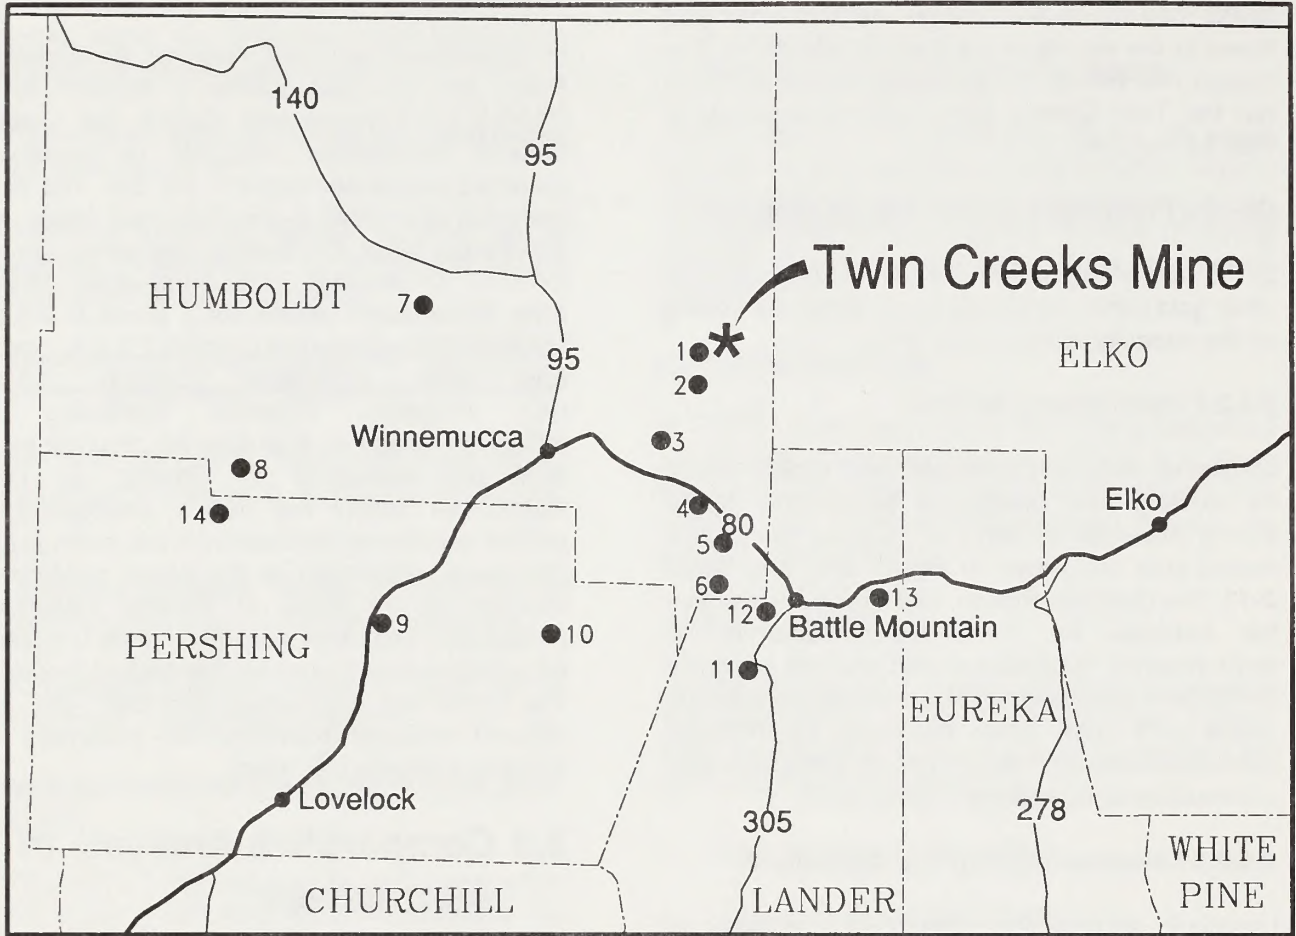 140
95
Twin Creeks Mine
HUMBOLDT
7
1
ELKO
95
2
Winnemucca
3
8
Elko
14
4
80
5
6
12
13
9
10
Battle Mountain
PERSHING
11
EUREKA
Lovelock
305
278
WHITE
PINE
CHURCHILL
LANDER